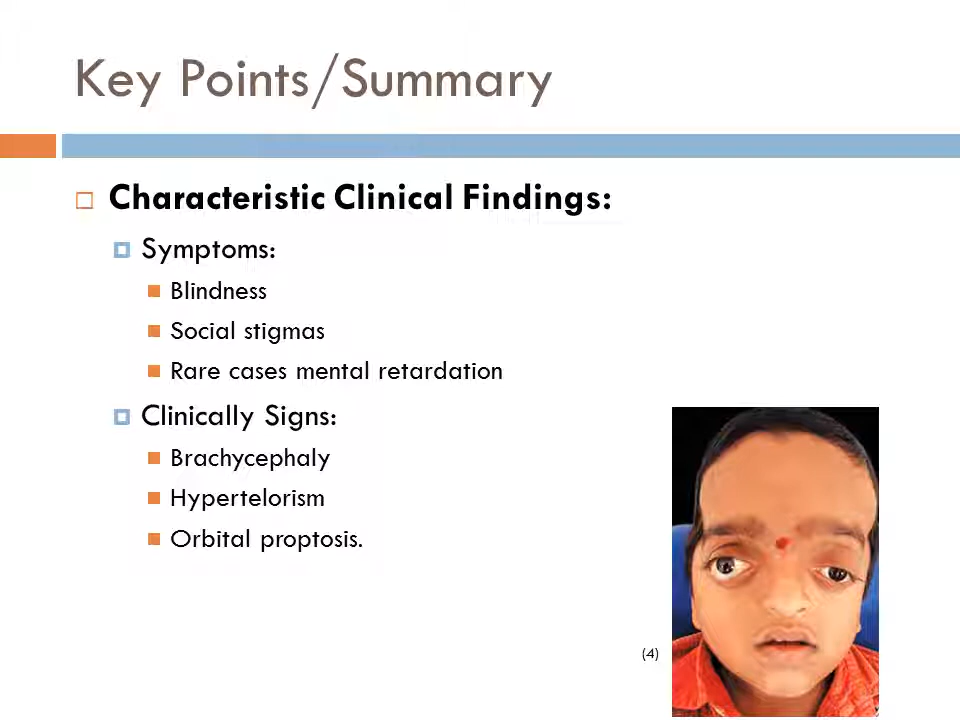 Key Points/Summary
Characteristic Clinical Findings:
Symptoms:
Blindness
Social stigmas
Rare cases mental retardation
Clinically Signs:
Brachycephaly
Hypertelorism
Orbital proptosis.
(4)